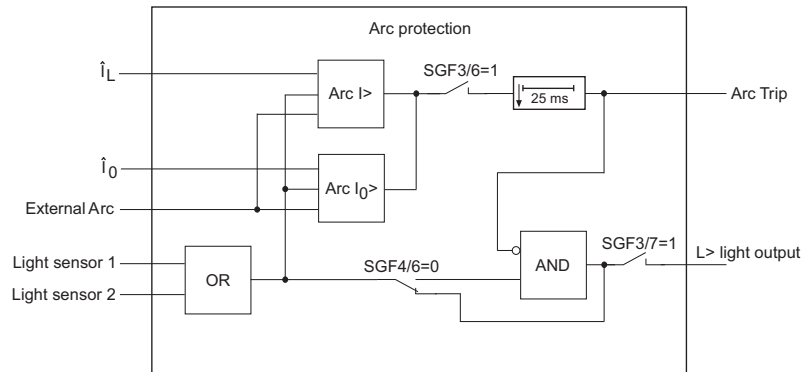 Arc protection
Î_L
SGF3/6=1
Arc I>
25 ms
Arc Trip
Î_0
Arc I_0>
External Arc
SGF3/7=1
Light sensor 1
L> light output
OR
SGF4/6=0
AND
Light sensor 2